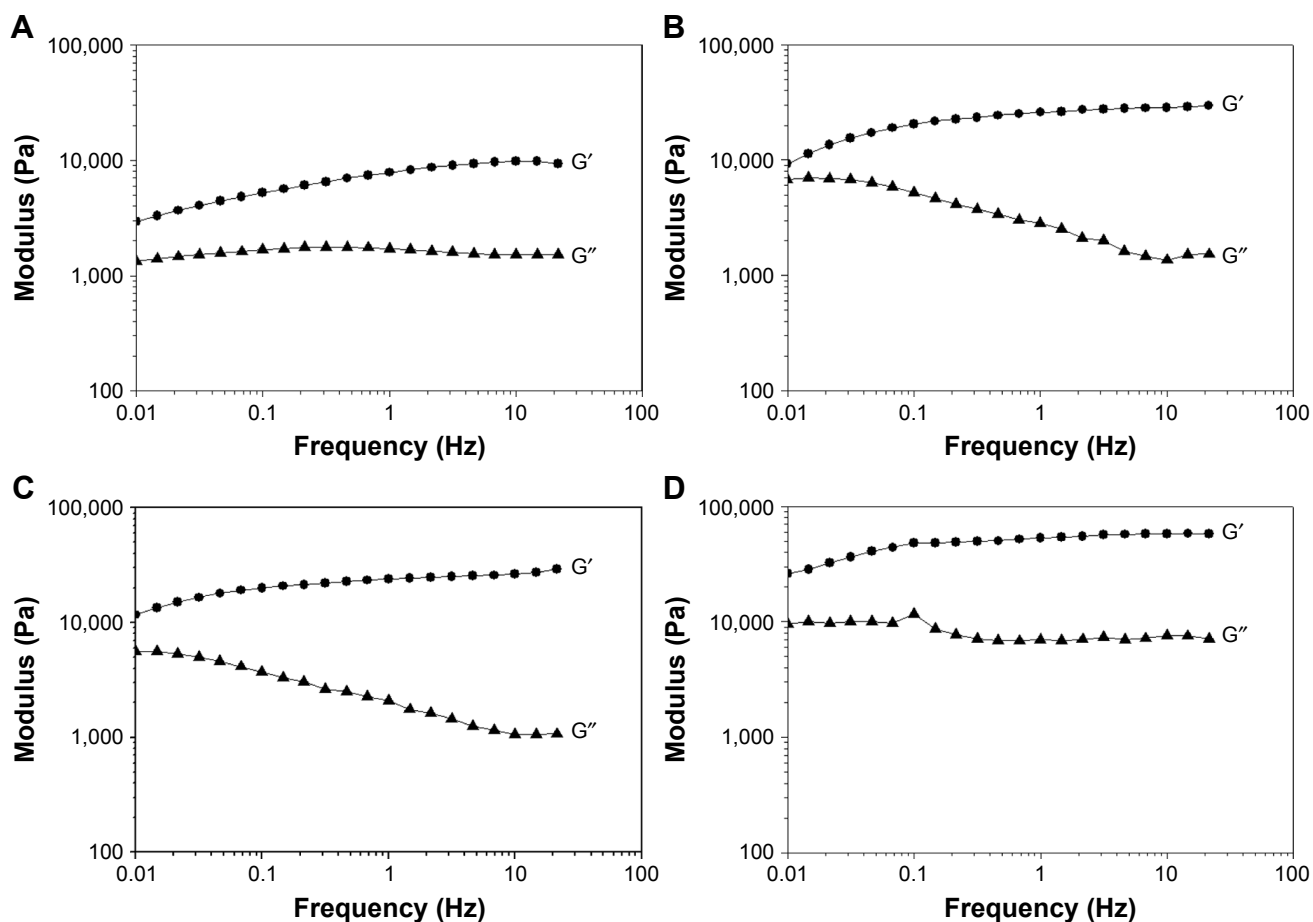 A
100,000
10,000
1,000
100
Modulus (Pa)
G′
G″
0.01 0.1 1 10 100
Frequency (Hz)
B
100,000
10,000
1,000
100
Modulus (Pa)
G′
G″
0.01 0.1 1 10 100
Frequency (Hz)
C
100,000
10,000
1,000
100
Modulus (Pa)
G′
G″
0.01 0.1 1 10 100
Frequency (Hz)
D
100,000
10,000
1,000
100
Modulus (Pa)
G′
G″
0.01 0.1 1 10 100
Frequency (Hz)